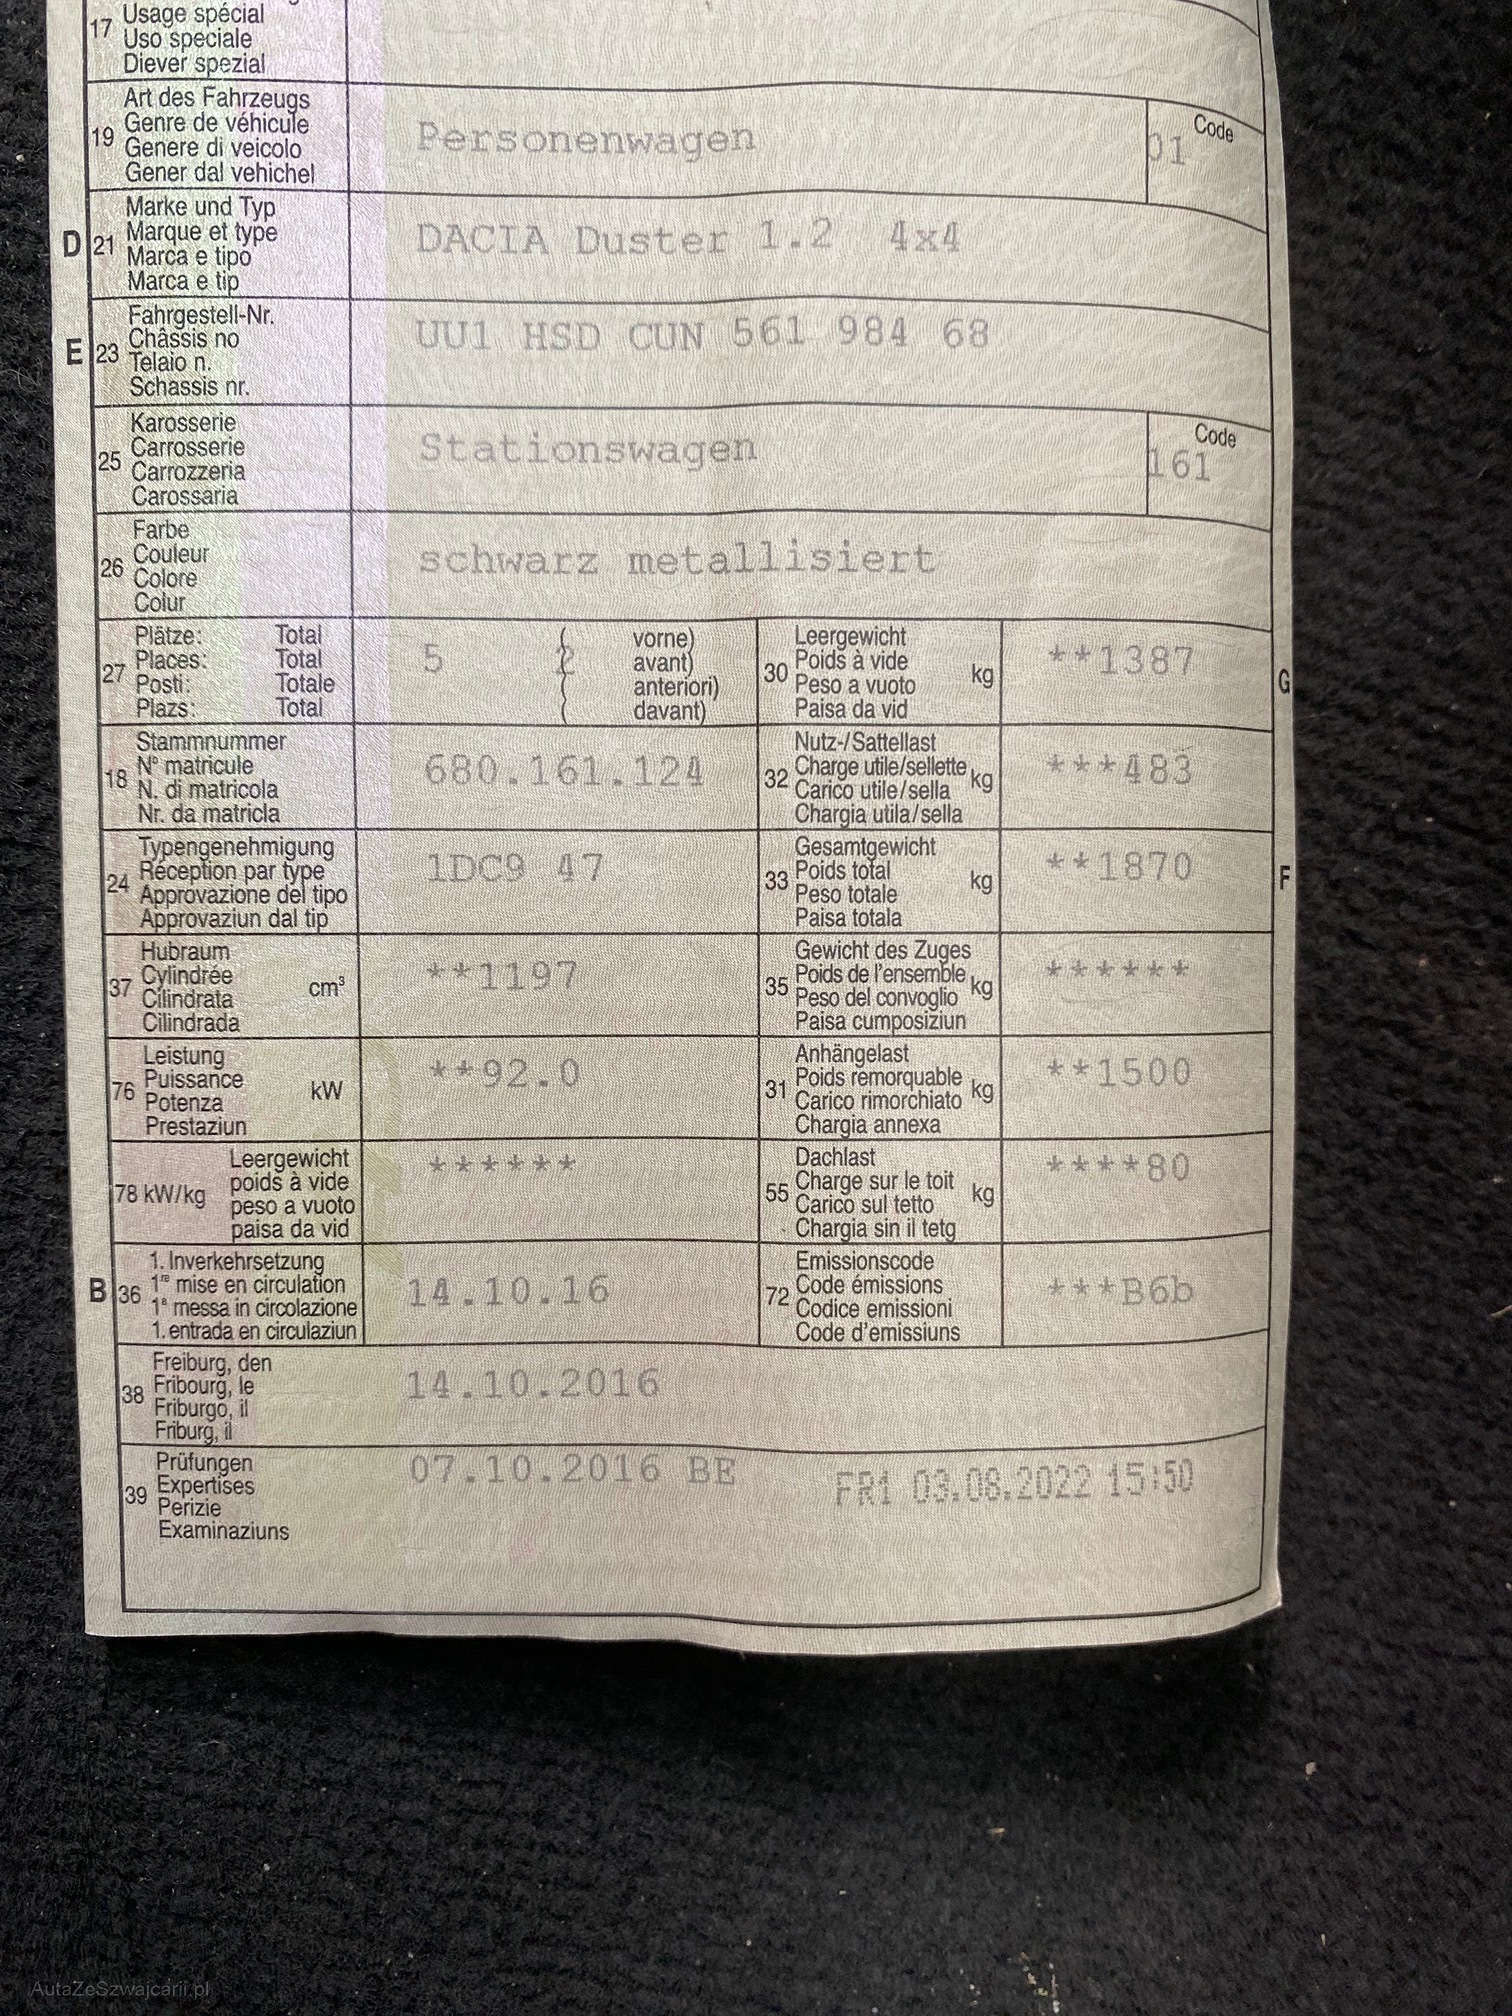 17 Usage spécial
Uso speciale
Diever spezial
19 Art des Fahrzeugs
Genre de véhicule
Genere di veicolo
Gener dal vehichel
Personenwagen
Code
01
D 21 Marke und Typ
Marque et type
Marca e tipo
Marca e tip
DACIA Duster 1.2 4x4
E 23 Fahrgestell-Nr.
Châssis no
Telaio n.
Schassis nr.
UU1 HSD CUN 561 984 68
25 Karosserie
Carrosserie
Carrozzeria
Carossaria
Stationswagen
Code
161
26 Farbe
Couleur
Colore
Colur
schwarz metallisiert
27 Plätze: Total
Places: Total
Posti: Totale
Plazs: Total
5 ( 2 vorne)
avant)
( anteriori)
( davant)
30 Leergewicht
Poids à vide
Peso a vuoto
Paisa da vid
kg
**1387
G
18 Stammnummer
N° matricule
N. di matricola
Nr. da matricla
680.161.124
32 Nutz-/Sattellast
Charge utile/sellette
Carico utile/sella
Chargia utila/sella
kg
***483
24 Typengenehmigung
Réception par type
Approvazione del tipo
Approvaziun dal tip
1DC9 47
33 Gesamtgewicht
Poids total
Peso totale
Paisa totala
kg
**1870
F
37 Hubraum
Cylindrée
Cilindrata
Cilindrada
cm³
**1197
35 Gewicht des Zuges
Poids de l'ensemble
Peso del convoglio
Paisa cumposiziun
kg
******
76 Leistung
Puissance
Potenza
Prestaziun
kW
**92.0
31 Anhängelast
Poids remorquable
Carico rimorchiato
Chargia annexa
kg
**1500
78 kW/kg Leergewicht
poids à vide
peso a vuoto
paisa da vid
******
55 Dachlast
Charge sur le toit
Carico sul tetto
Chargia sin il tetg
kg
****80
B 36 1. Inverkehrsetzung
1re mise en circulation
1a messa in circolazione
1. entrada en circulaziun
14.10.16
72 Emissionscode
Code émissions
Codice emissioni
Code d'emissiuns
***B6b
38 Freiburg, den
Fribourg, le
Friburgo, il
Friburg, il
14.10.2016
39 Prüfungen
Expertises
Perizie
Examinaziuns
07.10.2016 BE
FR1 03.08.2022 15:50
AutaZeSzwajcarii.pl